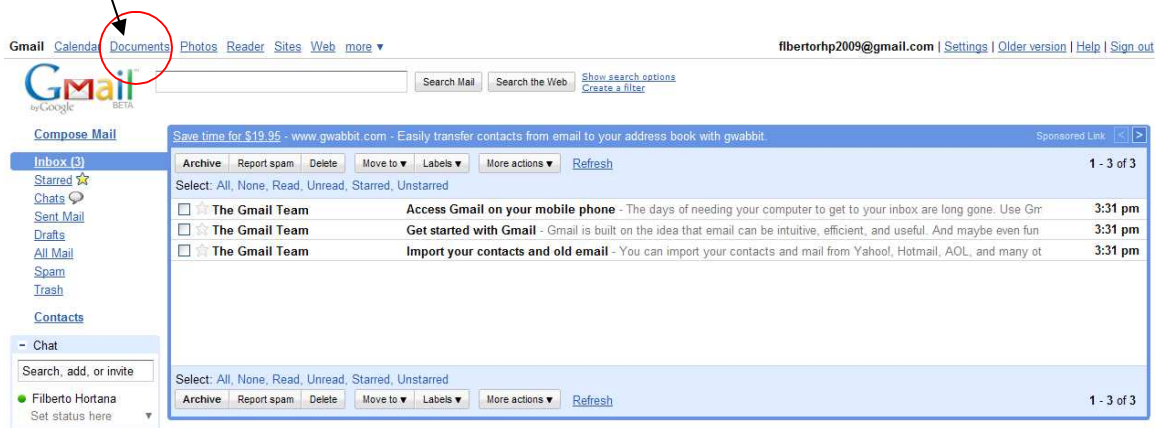 Gmail Calendar Documents Photos Reader Sites Web more ▼ flbertorhp2009@gmail.com | Settings | Older version | Help | Sign out
Gmail by Google BETA
Search Mail Search the Web Show search options
Create a filter
Compose Mail
Save time for $19.95 - www.gwabbit.com - Easily transfer contacts from email to your address book with gwabbit. Sponsored Link < >
Inbox (3)
Archive Report spam Delete Move to ▼ Labels ▼ More actions ▼ Refresh 1 - 3 of 3
Starred
Select: All, None, Read, Unread, Starred, Unstarred
Chats
The Gmail Team Access Gmail on your mobile phone - The days of needing your computer to get to your inbox are long gone. Use Gm 3:31 pm
Sent Mail
The Gmail Team Get started with Gmail - Gmail is built on the idea that email can be intuitive, efficient, and useful. And maybe even fun 3:31 pm
Drafts
The Gmail Team Import your contacts and old email - You can import your contacts and mail from Yahoo!, Hotmail, AOL, and many ot 3:31 pm
All Mail
Spam
Trash
Contacts
– Chat
Search, add, or invite
Select: All, None, Read, Unread, Starred, Unstarred
Filberto Hortana
Archive Report spam Delete Move to ▼ Labels ▼ More actions ▼ Refresh 1 - 3 of 3
Set status here ▼